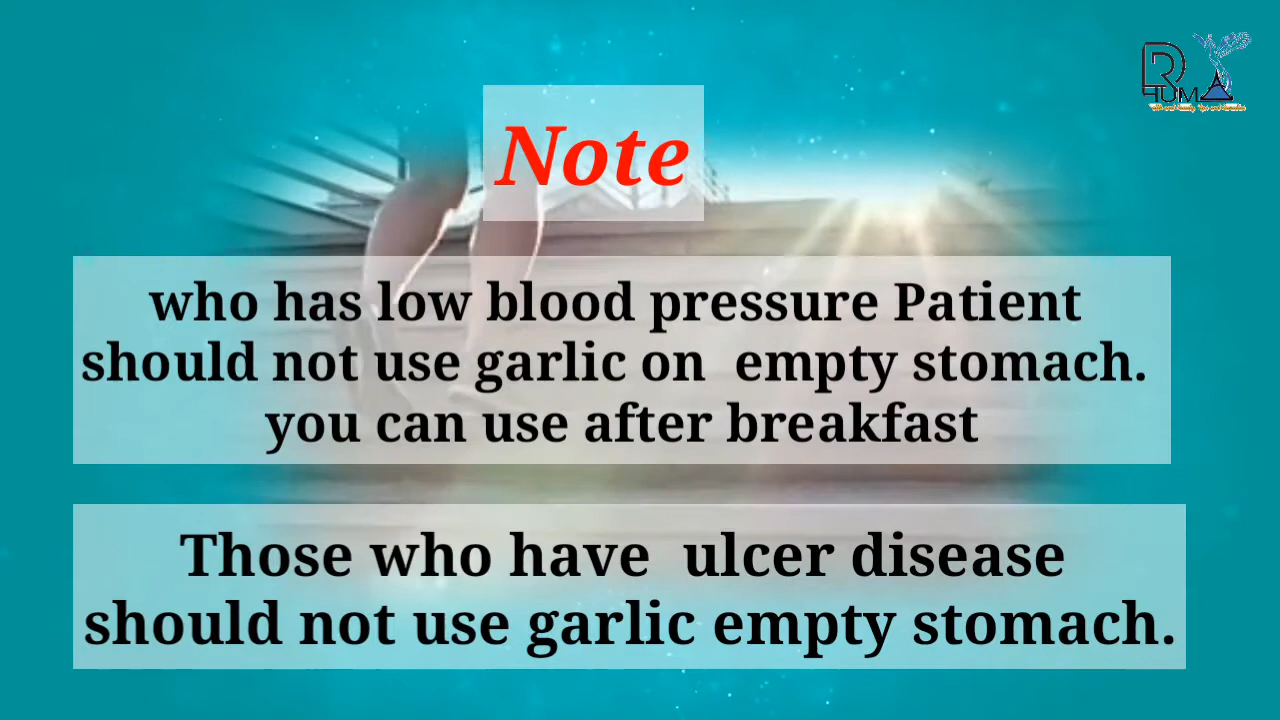 Note
who has low blood pressure Patient
should not use garlic on empty stomach.
you can use after breakfast
Those who have ulcer disease
should not use garlic empty stomach.